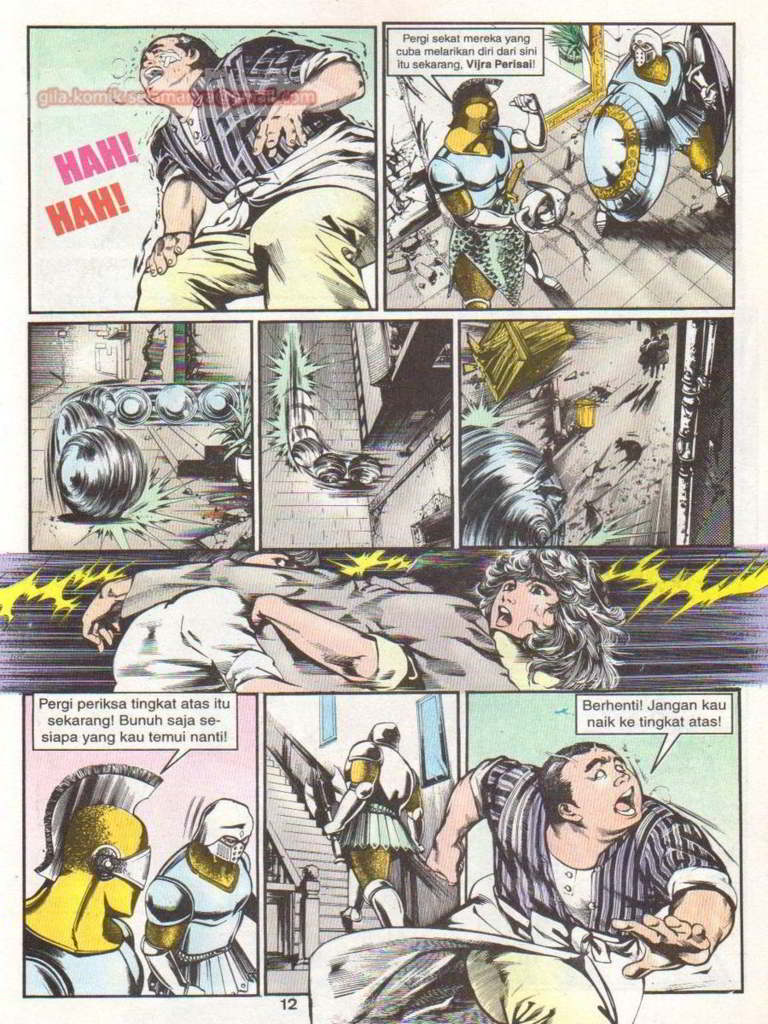 HAH!
HAH!
Pergi sekat mereka yang
cuba melarikan diri dari sini
itu sekarang, Vijra Perisai!
Pergi periksa tingkat atas itu
sekarang! Bunuh saja se-
siapa yang kau temui nanti!
Berhenti! Jangan kau
naik ke tingkat atas!
12